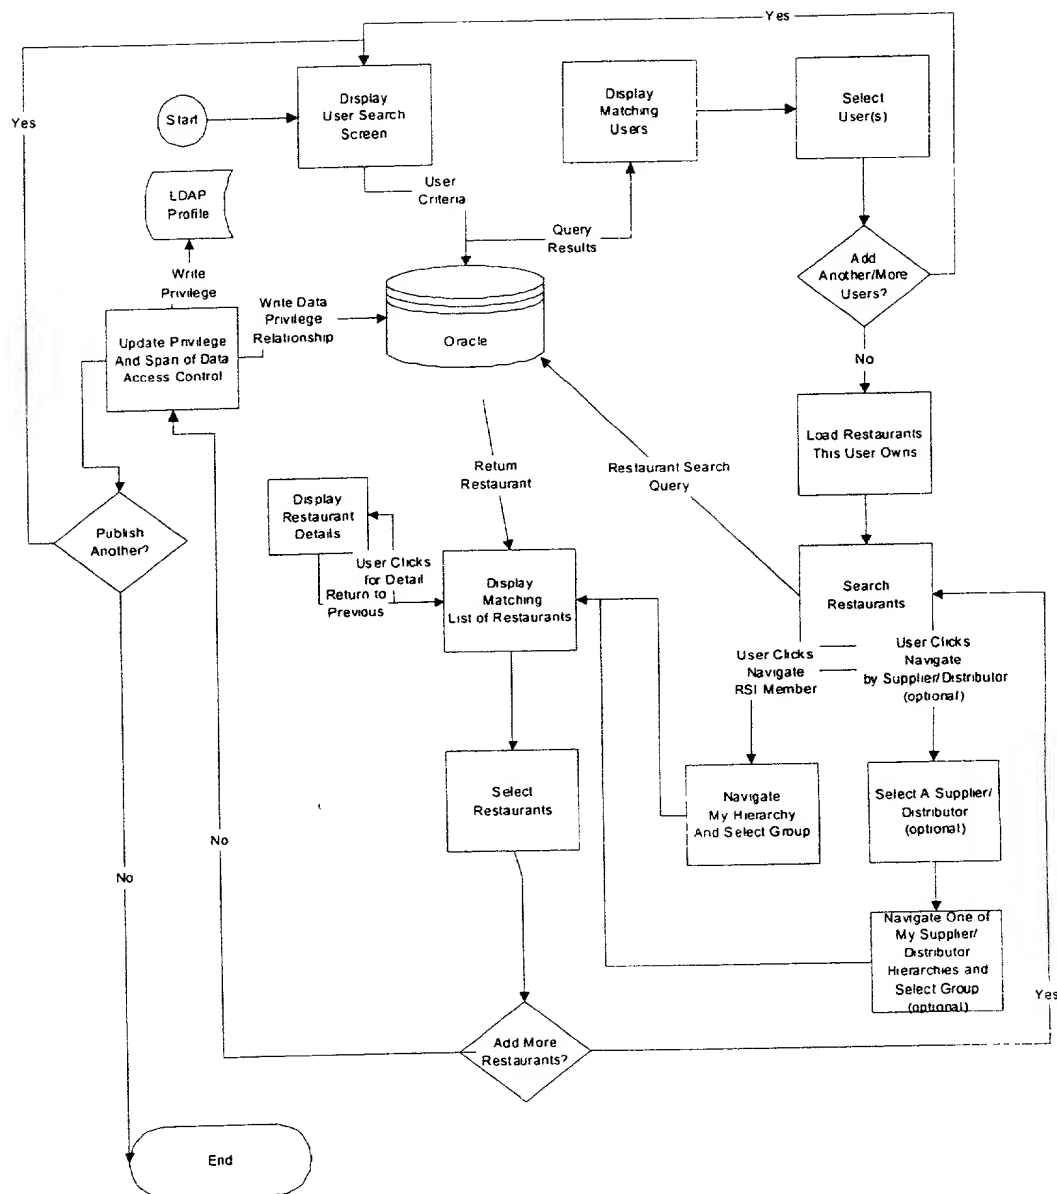 Yes
Yes
Start
Display
User Search
Screen
Display
Matching
Users
Select
User(s)
LDAP
Profile
User
Criteria
Query
Results
Add
Another/More
Users?
Write
Privilege
Write Data
Privilege
Relationship
Oracle
Update Privilege
And Span of Data
Access Control
No
Load Restaurants
This User Owns
Return
Restaurant
Restaurant Search
Query
Display
Restaurant
Details
Publish
Another?
User Clicks
for Detail
Return to
Previous
Display
Matching
List of Restaurants
Search
Restaurants
User Clicks
Navigate
RSI Member
User Clicks
Navigate
by Supplier/Distributor
(optional)
Select
Restaurants
Navigate
My Hierarchy
And Select Group
Select A Supplier/
Distributor
(optional)
No
No
Navigate One of
My Supplier/
Distributor
Hierarchies and
Select Group
(optional)
Yes
Add More
Restaurants?
End